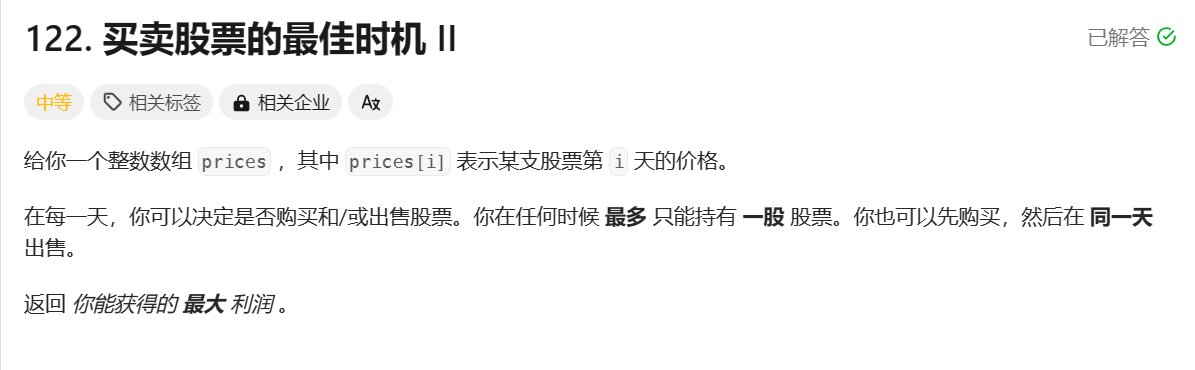 122. 买卖股票的最佳时机 II
已解答
中等 相关标签 相关企业
给你一个整数数组 prices ，其中 prices[i] 表示某支股票第 i 天的价格。
在每一天，你可以决定是否购买和/或出售股票。你在任何时候 最多 只能持有 一股 股票。你也可以先购买，然后在 同一天
出售。
返回 你能获得的 最大 利润 。